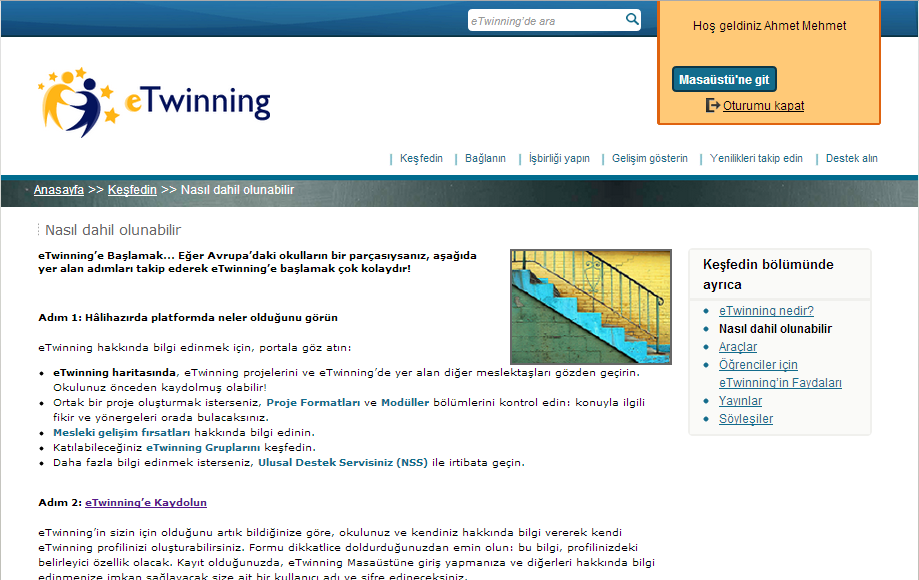 eTwinning'de ara
Hoş geldiniz Ahmet Mehmet
Masaüstü'ne git
Oturumu kapat
eTwinning
| Keşfedin | Bağlanın | İşbirliği yapın | Gelişim gösterin | Yenilikleri takip edin | Destek alın
Anasayfa >> Keşfedin >> Nasıl dahil olunabilir
Nasıl dahil olunabilir
eTwinning’e Başlamak... Eğer Avrupa’daki okulların bir parçasıysanız, aşağıda
yer alan adımları takip ederek eTwinning’e başlamak çok kolaydır!
Adım 1: Hâlihazırda platformda neler olduğunu görün
eTwinning hakkında bilgi edinmek için, portala göz atın:
• eTwinning haritasında, eTwinning projelerini ve eTwinning’de yer alan diğer meslektaşları gözden geçirin.
Okulunuz önceden kaydolmuş olabilir!
• Ortak bir proje oluşturmak isterseniz, Proje Formatları ve Modüller bölümlerini kontrol edin: konuyla ilgili
fikir ve yönergeleri orada bulacaksınız.
• Mesleki gelişim fırsatları hakkında bilgi edinin.
• Katılabileceğiniz eTwinning Gruplarını keşfedin.
• Daha fazla bilgi edinmek isterseniz, Ulusal Destek Servisiniz (NSS) ile irtibata geçin.
Adım 2: eTwinning’e Kaydolun
eTwinning’in sizin için olduğunu artık bildiğinize göre, okulunuz ve kendiniz hakkında bilgi vererek kendi
eTwinning profilinizi oluşturabilirsiniz. Formu dikkatlice doldurduğunuzdan emin olun: bu bilgi, profilinizdeki
belirleyici özellik olacak. Kayıt olduğunuzda, eTwinning Masaüstüne giriş yapmanıza ve diğerleri hakkında bilgi
edinmenize imkan sağlayacak size ait bir kullanıcı adı ve şifre edineceksiniz.
Keşfedin bölümünde
ayrıca
• eTwinning nedir?
• Nasıl dahil olunabilir
• Araçlar
• Öğrenciler için
eTwinning’in Faydaları
• Yayınlar
• Söyleşiler